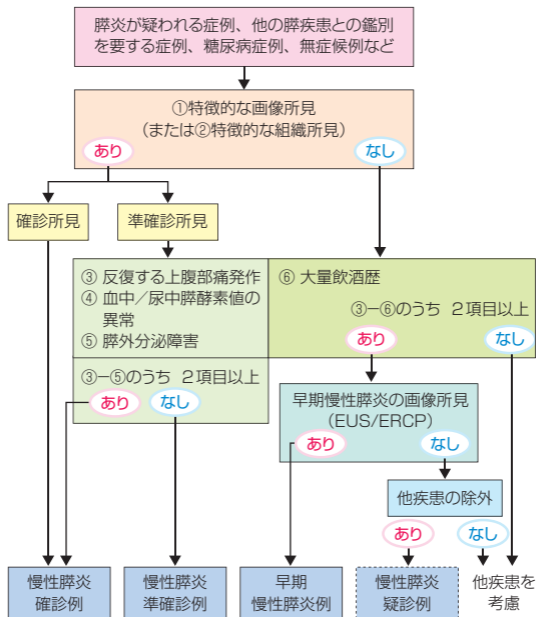 膵炎が疑われる症例、他の膵疾患との鑑別
を要する症例、糖尿病症例、無症候例など
①特徴的な画像所見
（または②特徴的な組織所見）
あり
なし
確診所見
準確診所見
③ 反復する上腹部痛発作
④ 血中／尿中膵酵素値の
異常
⑤ 膵外分泌障害
⑥ 大量飲酒歴
③−⑥のうち ２項目以上
あり
なし
③−⑤のうち ２項目以上
あり
なし
早期慢性膵炎の画像所見
（EUS/ERCP）
あり
なし
他疾患の除外
あり
なし
慢性膵炎
確診例
慢性膵炎
準確診例
早期
慢性膵炎例
慢性膵炎
疑診例
他疾患を
考慮